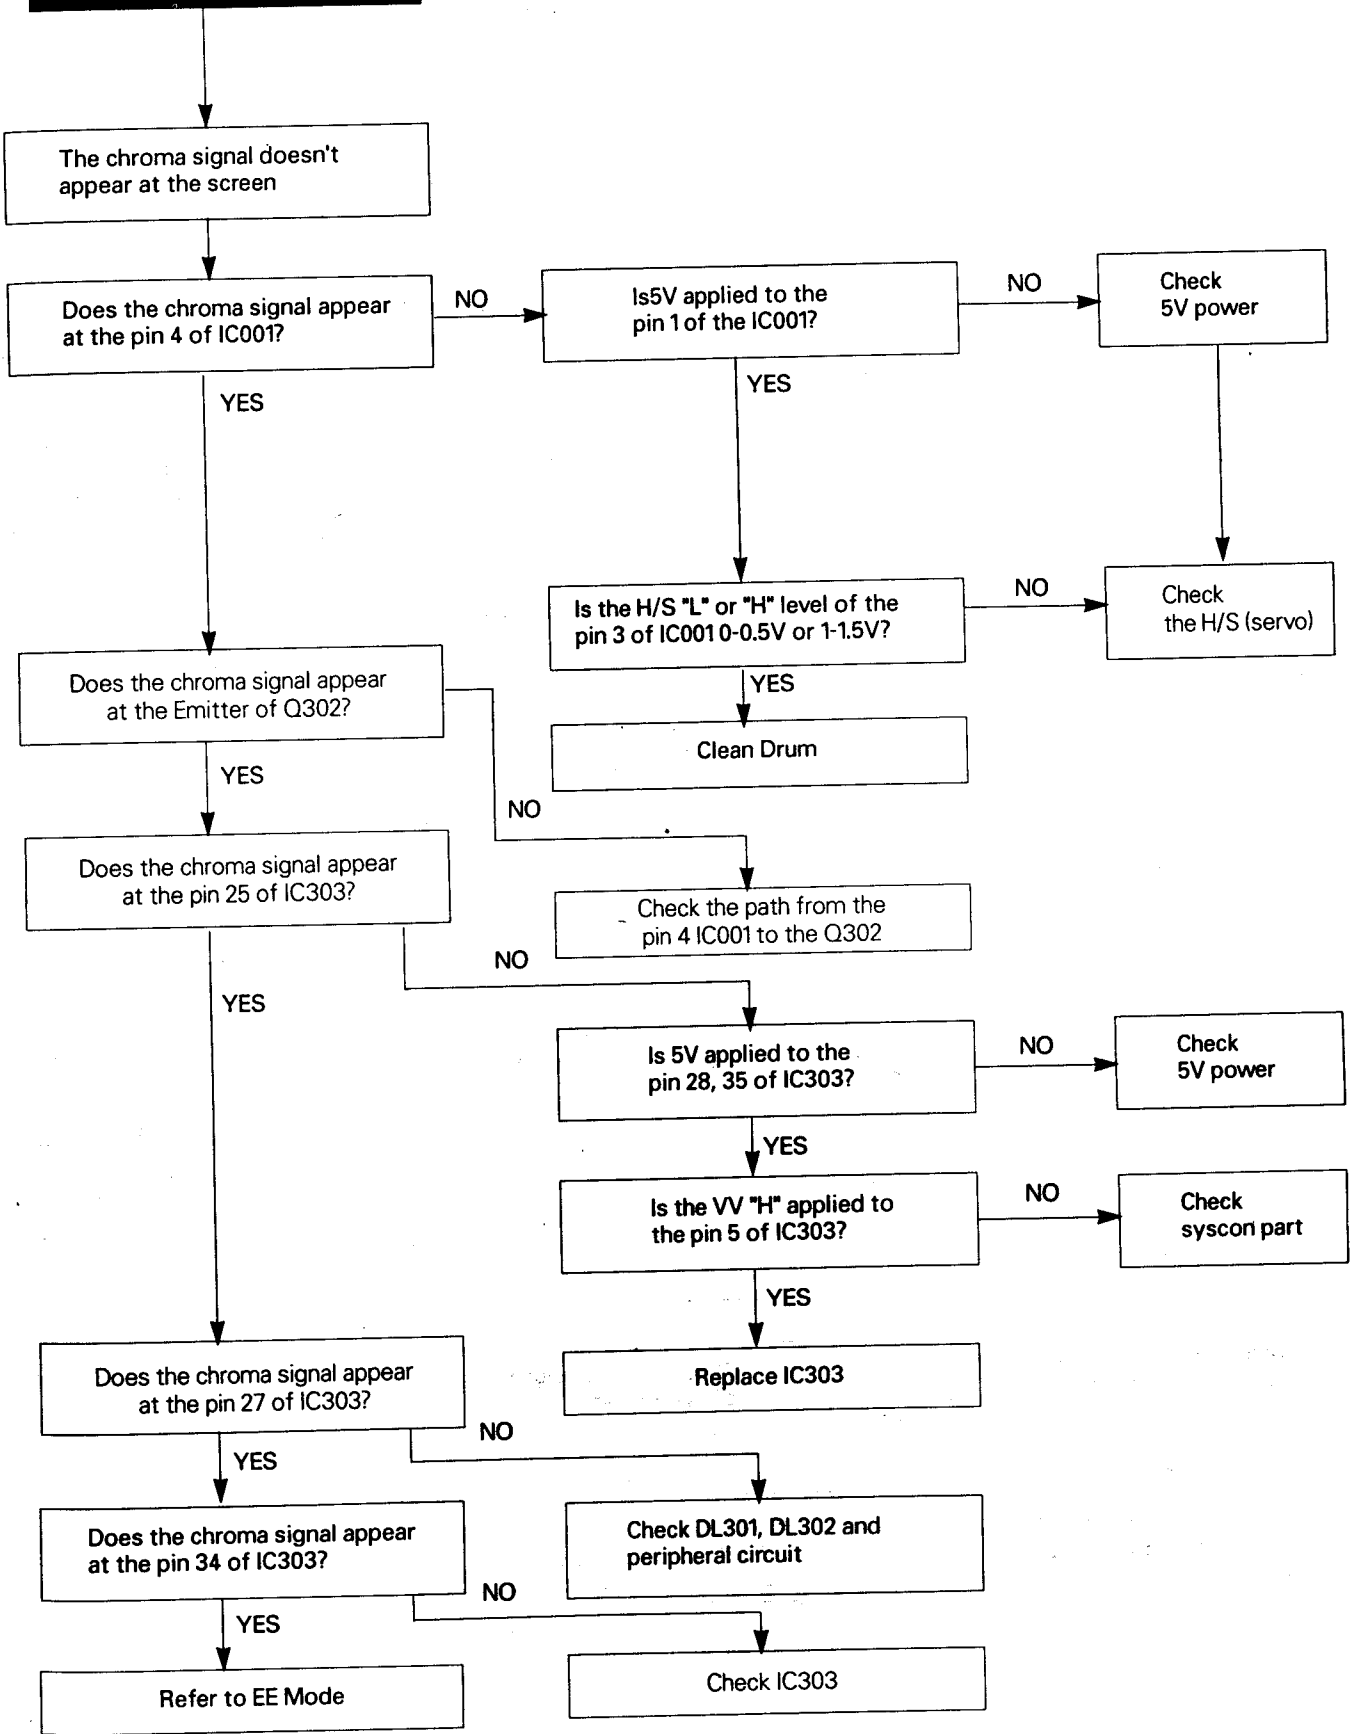 The chroma signal doesn't
appear at the screen
Does the chroma signal appear
at the pin 4 of IC001?
NO
Is5V applied to the
pin 1 of the IC001?
NO
Check
5V power
YES
YES
Is the H/S "L" or "H" level of the
pin 3 of IC001 0-0.5V or 1-1.5V?
NO
Check
the H/S (servo)
YES
Clean Drum
Does the chroma signal appear
at the Emitter of Q302?
YES
NO
Check the path from the
pin 4 IC001 to the Q302
Does the chroma signal appear
at the pin 25 of IC303?
NO
YES
Is 5V applied to the
pin 28, 35 of IC303?
NO
Check
5V power
YES
Is the VV "H" applied to
the pin 5 of IC303?
NO
Check
syscon part
YES
Replace IC303
Does the chroma signal appear
at the pin 27 of IC303?
NO
YES
Check DL301, DL302 and
peripheral circuit
Does the chroma signal appear
at the pin 34 of IC303?
NO
YES
Check IC303
Refer to EE Mode